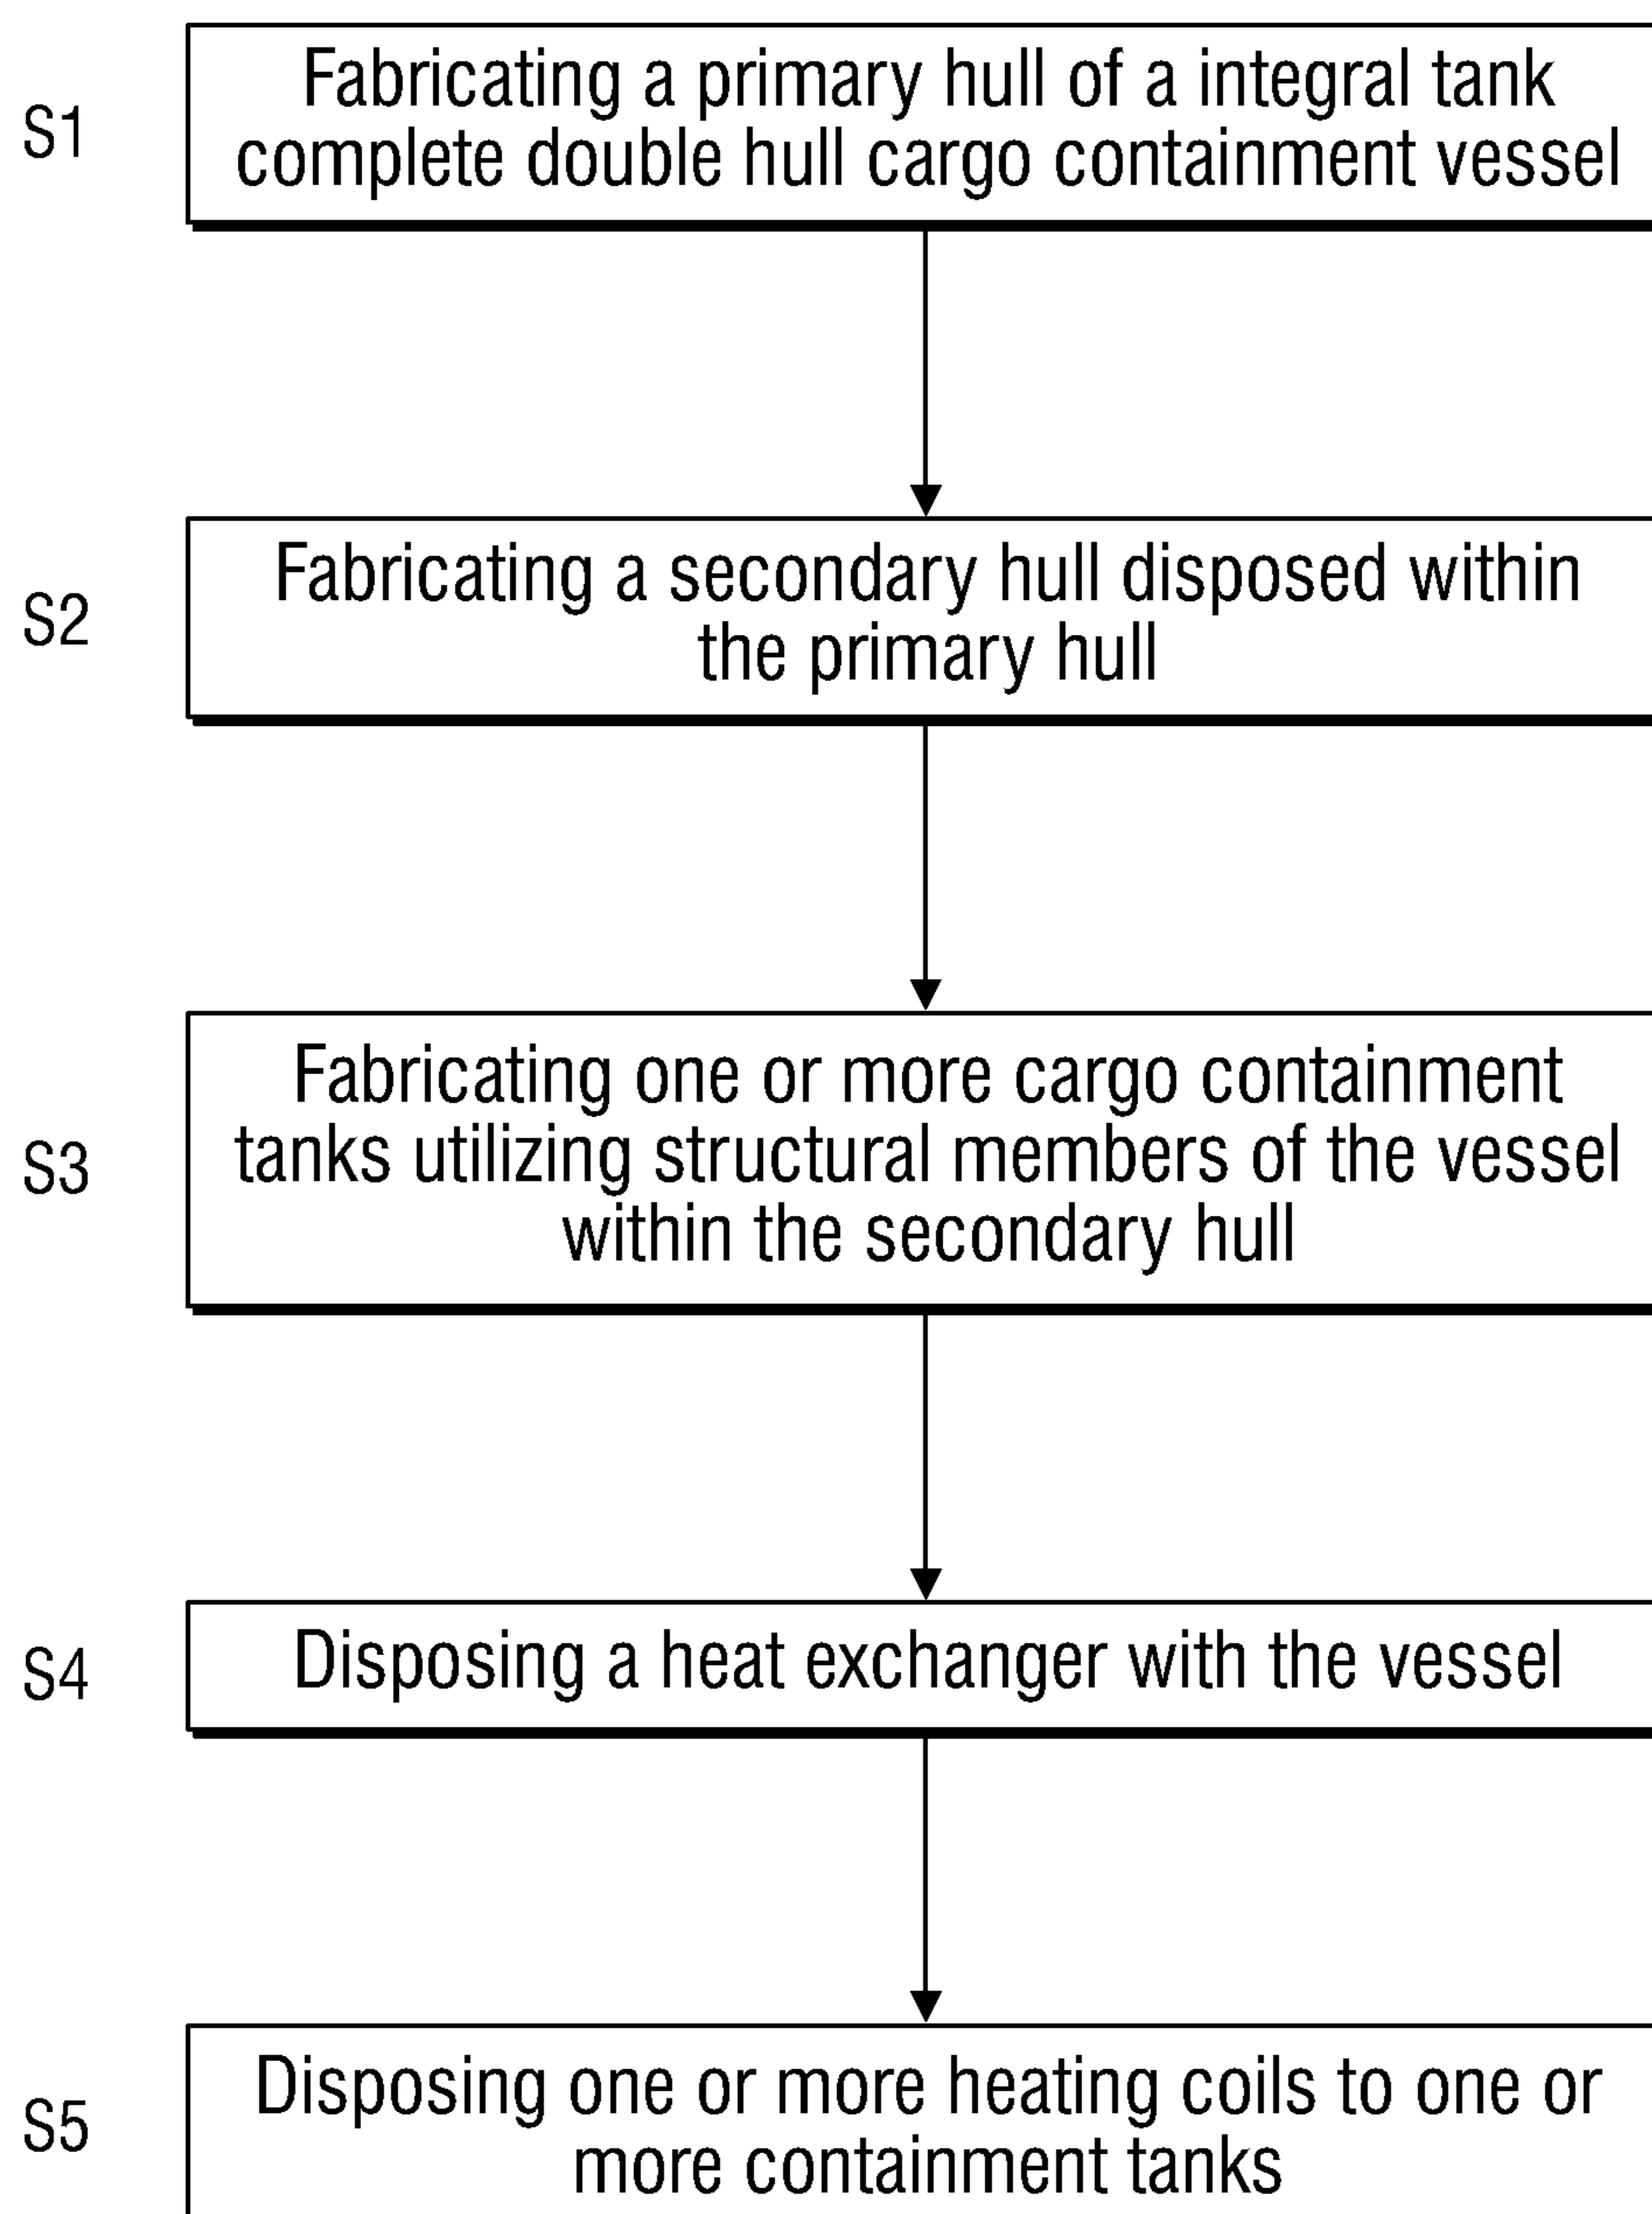 S1
Fabricating a primary hull of a integral tank
complete double hull cargo containment vessel
S2
Fabricating a secondary hull disposed within
the primary hull
S3
Fabricating one or more cargo containment
tanks utilizing structural members of the vessel
within the secondary hull
S4
Disposing a heat exchanger with the vessel
S5
Disposing one or more heating coils to one or
more containment tanks